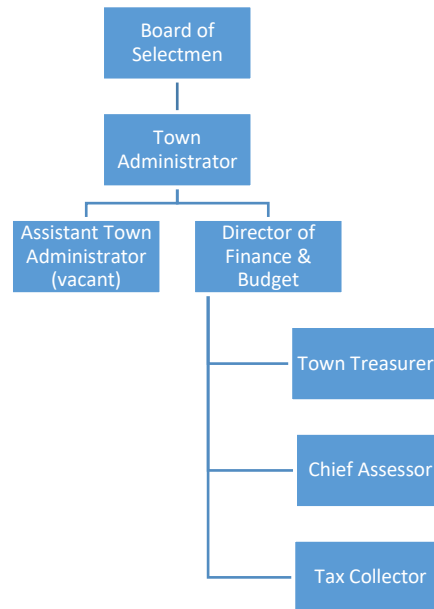 Board of
Selectmen
Town
Administrator
Assistant Town
Administrator
(vacant)
Director of
Finance &
Budget
Town Treasurer
Chief Assessor
Tax Collector